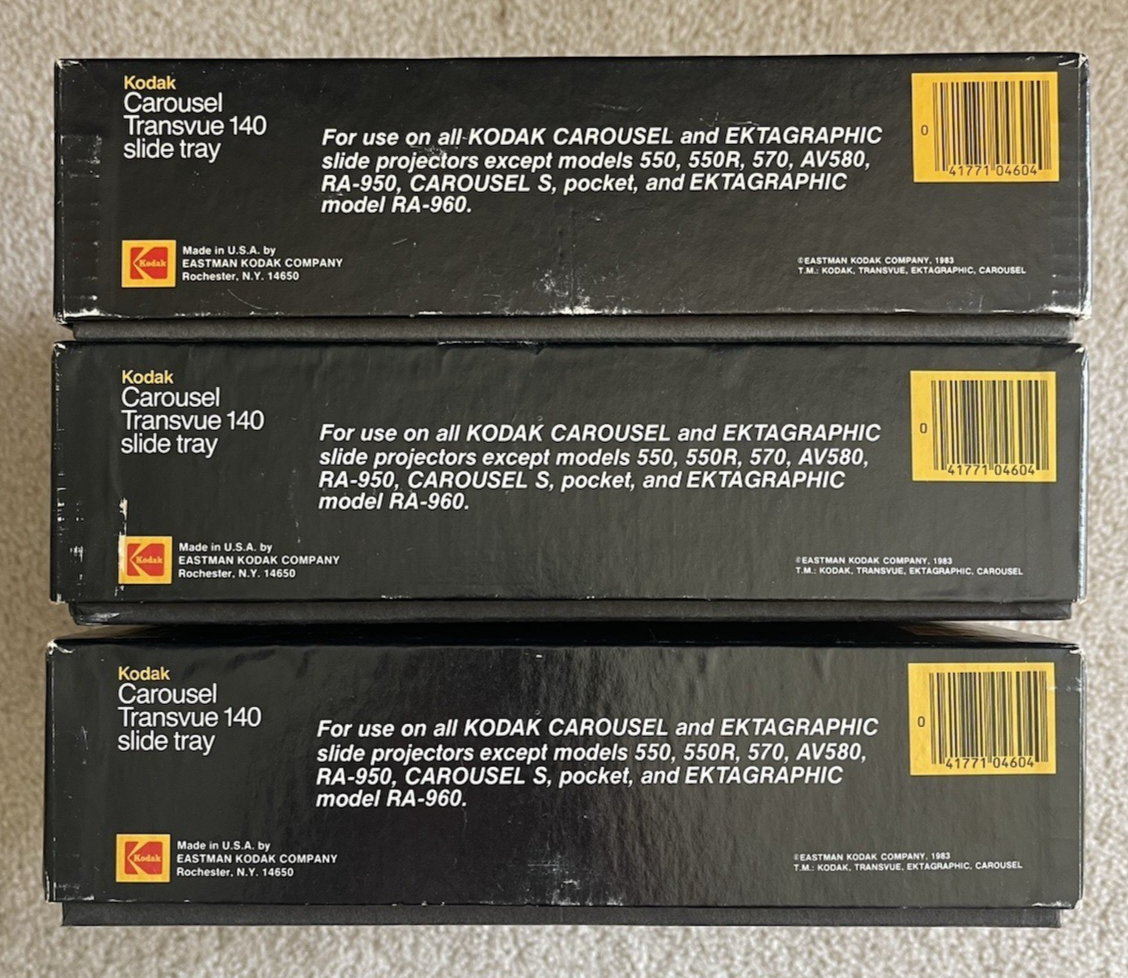 Kodak
Carousel
Transvue 140
slide tray
For use on all KODAK CAROUSEL and EKTAGRAPHIC
slide projectors except models 550, 550R, 570, AV580,
RA-950, CAROUSEL S, pocket, and EKTAGRAPHIC
model RA-960.
0
41771 04604
Kodak
Made in U.S.A. by
EASTMAN KODAK COMPANY
Rochester, N.Y. 14650
©EASTMAN KODAK COMPANY, 1983
T.M.: KODAK, TRANSVUE, EKTAGRAPHIC, CAROUSEL
Kodak
Carousel
Transvue 140
slide tray
For use on all KODAK CAROUSEL and EKTAGRAPHIC
slide projectors except models 550, 550R, 570, AV580,
RA-950, CAROUSEL S, pocket, and EKTAGRAPHIC
model RA-960.
0
41771 04604
Kodak
Made in U.S.A. by
EASTMAN KODAK COMPANY
Rochester, N.Y. 14650
©EASTMAN KODAK COMPANY, 1983
T.M.: KODAK, TRANSVUE, EKTAGRAPHIC, CAROUSEL
Kodak
Carousel
Transvue 140
slide tray
For use on all KODAK CAROUSEL and EKTAGRAPHIC
slide projectors except models 550, 550R, 570, AV580,
RA-950, CAROUSEL S, pocket, and EKTAGRAPHIC
model RA-960.
0
41771 04604
Kodak
Made in U.S.A. by
EASTMAN KODAK COMPANY
Rochester, N.Y. 14650
©EASTMAN KODAK COMPANY, 1983
T.M.: KODAK, TRANSVUE, EKTAGRAPHIC, CAROUSEL